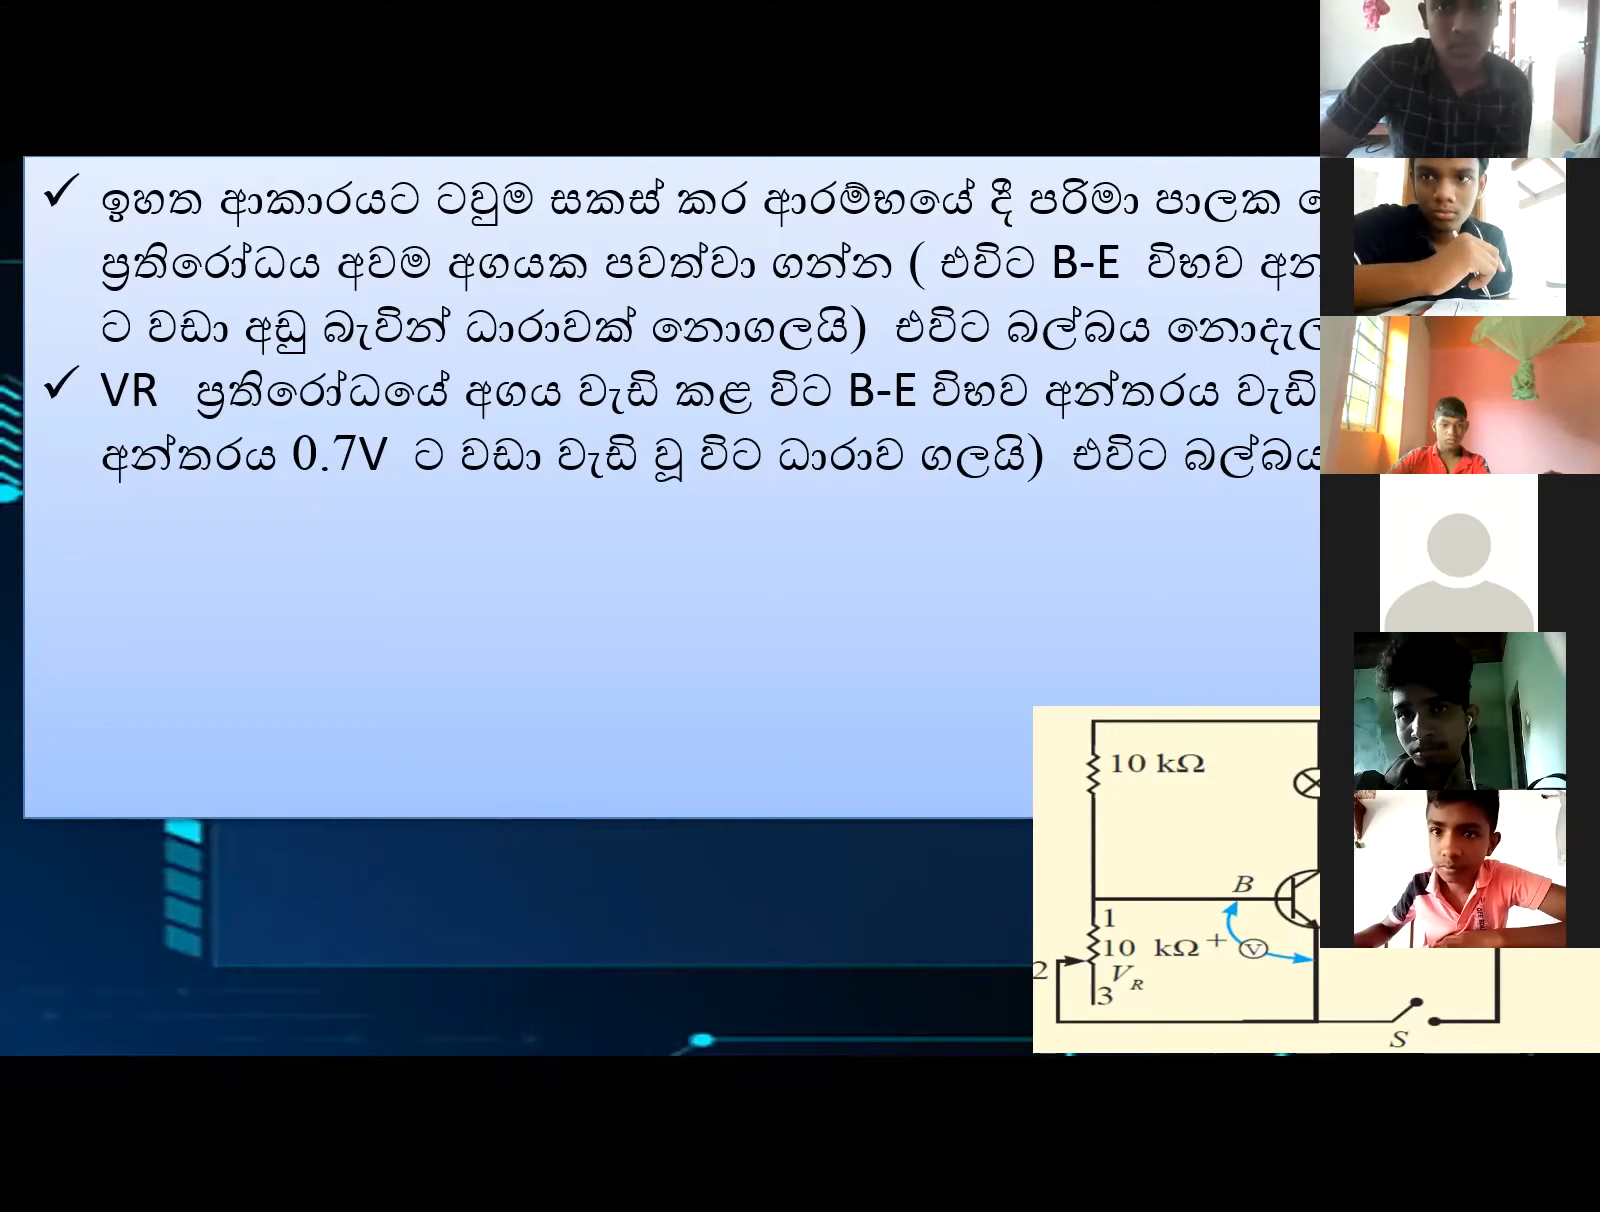 ✓ ඉහත ආකාරයට ටවුම සකස් කර ආරම්භයේ දී පරිමා පාලක
ප්‍රතිරෝධය අවම අගයක පවත්වා ගන්න ( එවිට B-E විභව
ට වඩා අඩු බැවින් ධාරාවක් නොගලයි) එවිට බල්බය
✓ VR ප්‍රතිරෝධයේ අගය වැඩි කළ විට B-E විභව අන්තරය වැඩි
අන්තරය 0.7V ට වඩා වැඩි වූ විට ධාරාව ගලයි) එවිට බල්බය
10 kΩ
B
1
10 kΩ +
V
2
VR
3
S